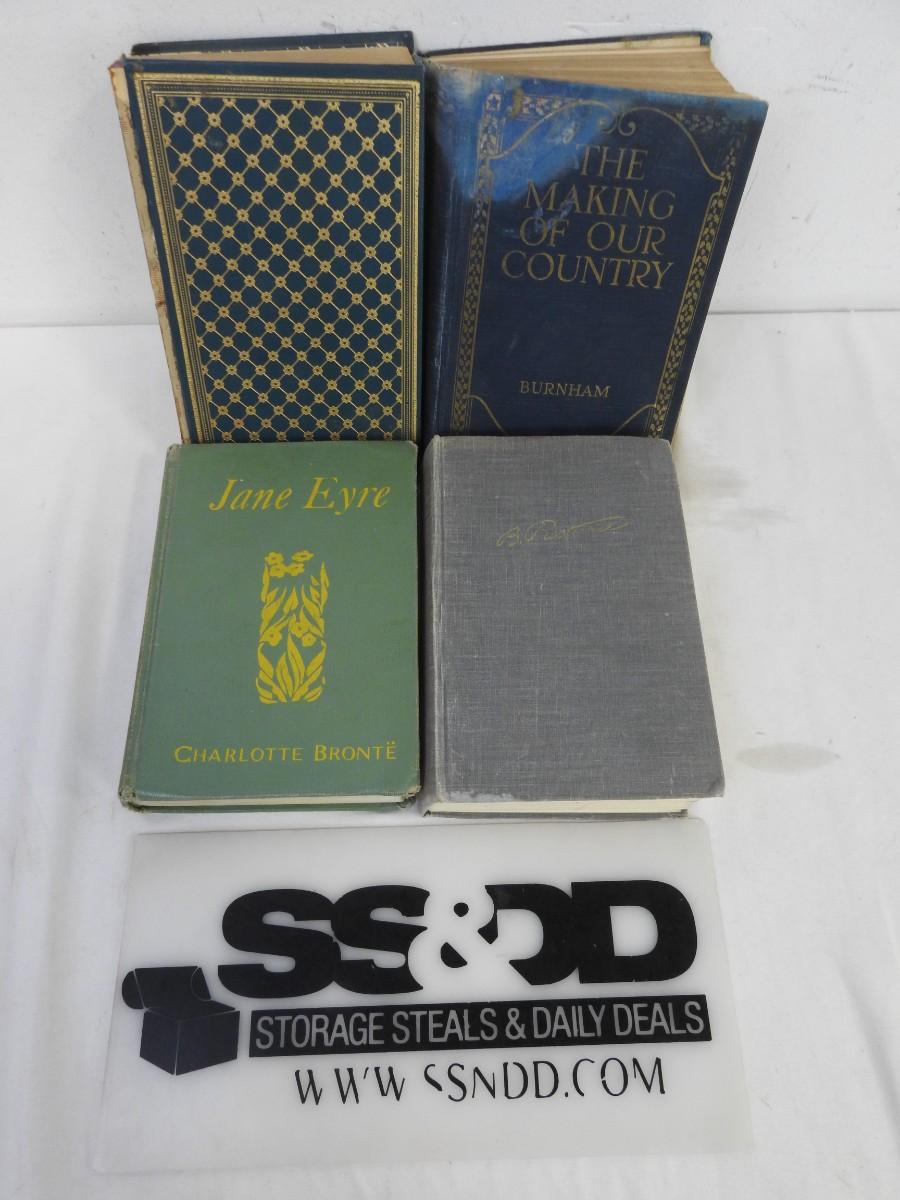 THE
MAKING
OF OUR
COUNTRY
BURNHAM
Jane Eyre
CHARLOTTE BRONTË
SS&DD
STORAGE STEALS & DAILY DEALS
WWW.SSNDD.COM